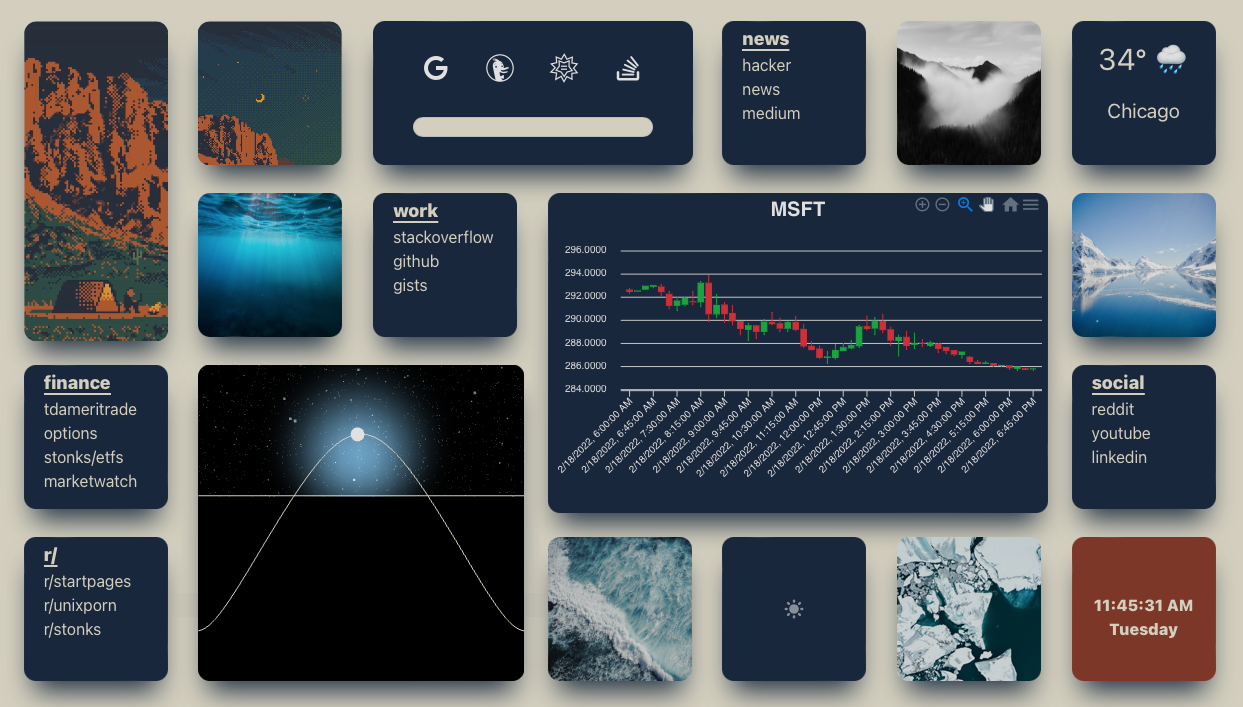 G
news
hacker
news
medium
34°
Chicago
work
stackoverflow
github
gists
MSFT
296.0000
294.0000
292.0000
290.0000
288.0000
286.0000
284.0000
2/18/2022, 6:00:00 AM
2/18/2022, 6:45:00 AM
2/18/2022, 7:30:00 AM
2/18/2022, 8:15:00 AM
2/18/2022, 9:00:00 AM
2/18/2022, 9:45:00 AM
2/18/2022, 10:30:00 AM
2/18/2022, 11:15:00 AM
2/18/2022, 12:00:00 PM
2/18/2022, 12:45:00 PM
2/18/2022, 1:30:00 PM
2/18/2022, 2:15:00 PM
2/18/2022, 3:00:00 PM
2/18/2022, 3:45:00 PM
2/18/2022, 4:30:00 PM
2/18/2022, 5:15:00 PM
2/18/2022, 6:00:00 PM
2/18/2022, 6:45:00 PM
finance
tdameritrade
options
stonks/etfs
marketwatch
social
reddit
youtube
linkedin
r/
r/startpages
r/unixporn
r/stonks
11:45:31 AM
Tuesday